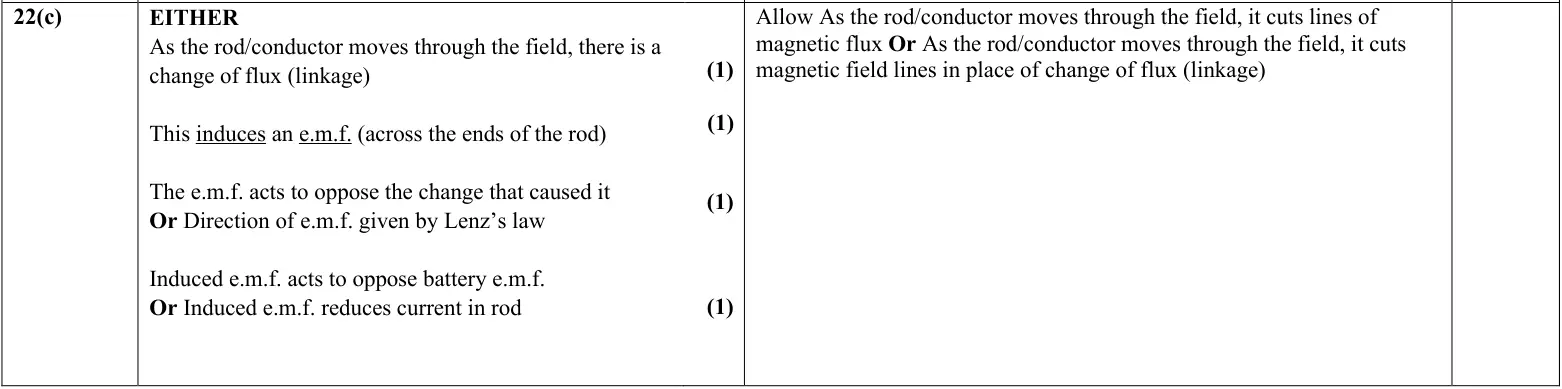 22(c)
EITHER
As the rod/conductor moves through the field, there is a
change of flux (linkage) (1)
This induces an e.m.f. (across the ends of the rod) (1)
The e.m.f. acts to oppose the change that caused it
Or Direction of e.m.f. given by Lenz’s law (1)
Induced e.m.f. acts to oppose battery e.m.f.
Or Induced e.m.f. reduces current in rod (1)
Allow As the rod/conductor moves through the field, it cuts lines of
magnetic flux Or As the rod/conductor moves through the field, it cuts
magnetic field lines in place of change of flux (linkage)